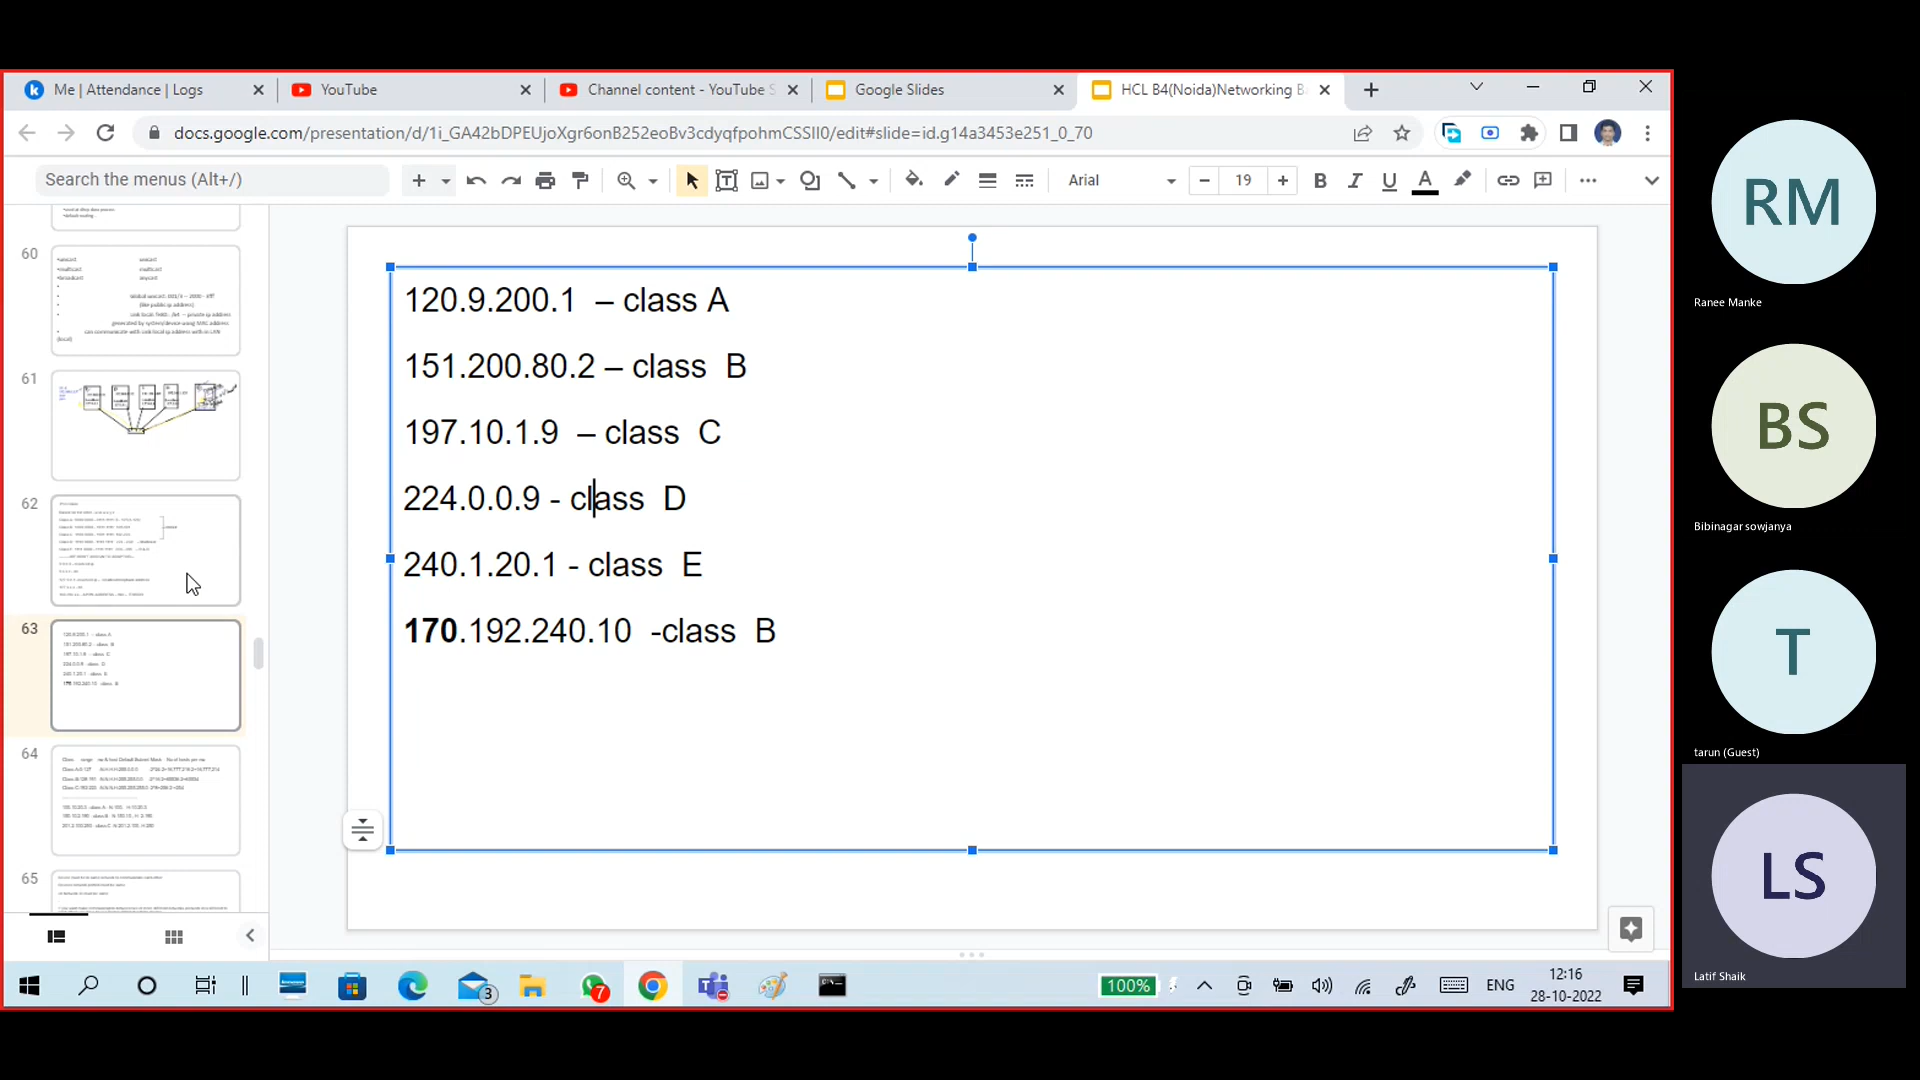 Me | Attendance | Logs
YouTube
Channel content - YouTube S
Google Slides
HCL B4(Noida)Networking B
docs.google.com/presentation/d/1i_GA42bDPEUjoXgr6onB252eoBv3cdyqfpohmCSSlI0/edit#slide=id.g14a3453e251_0_70
Search the menus (Alt+/)
Arial
19
B
I
U
A
60
61
62
63
64
65
120.9.200.1 – class A
151.200.80.2 – class B
197.10.1.9 – class C
224.0.0.9 - class D
240.1.20.1 - class E
170.192.240.10 -class B
RM
Ranee Manke
BS
Bibinagar sowjanya
T
tarun (Guest)
LS
Latif Shaik
3
7
100%
ENG
12:16
28-10-2022